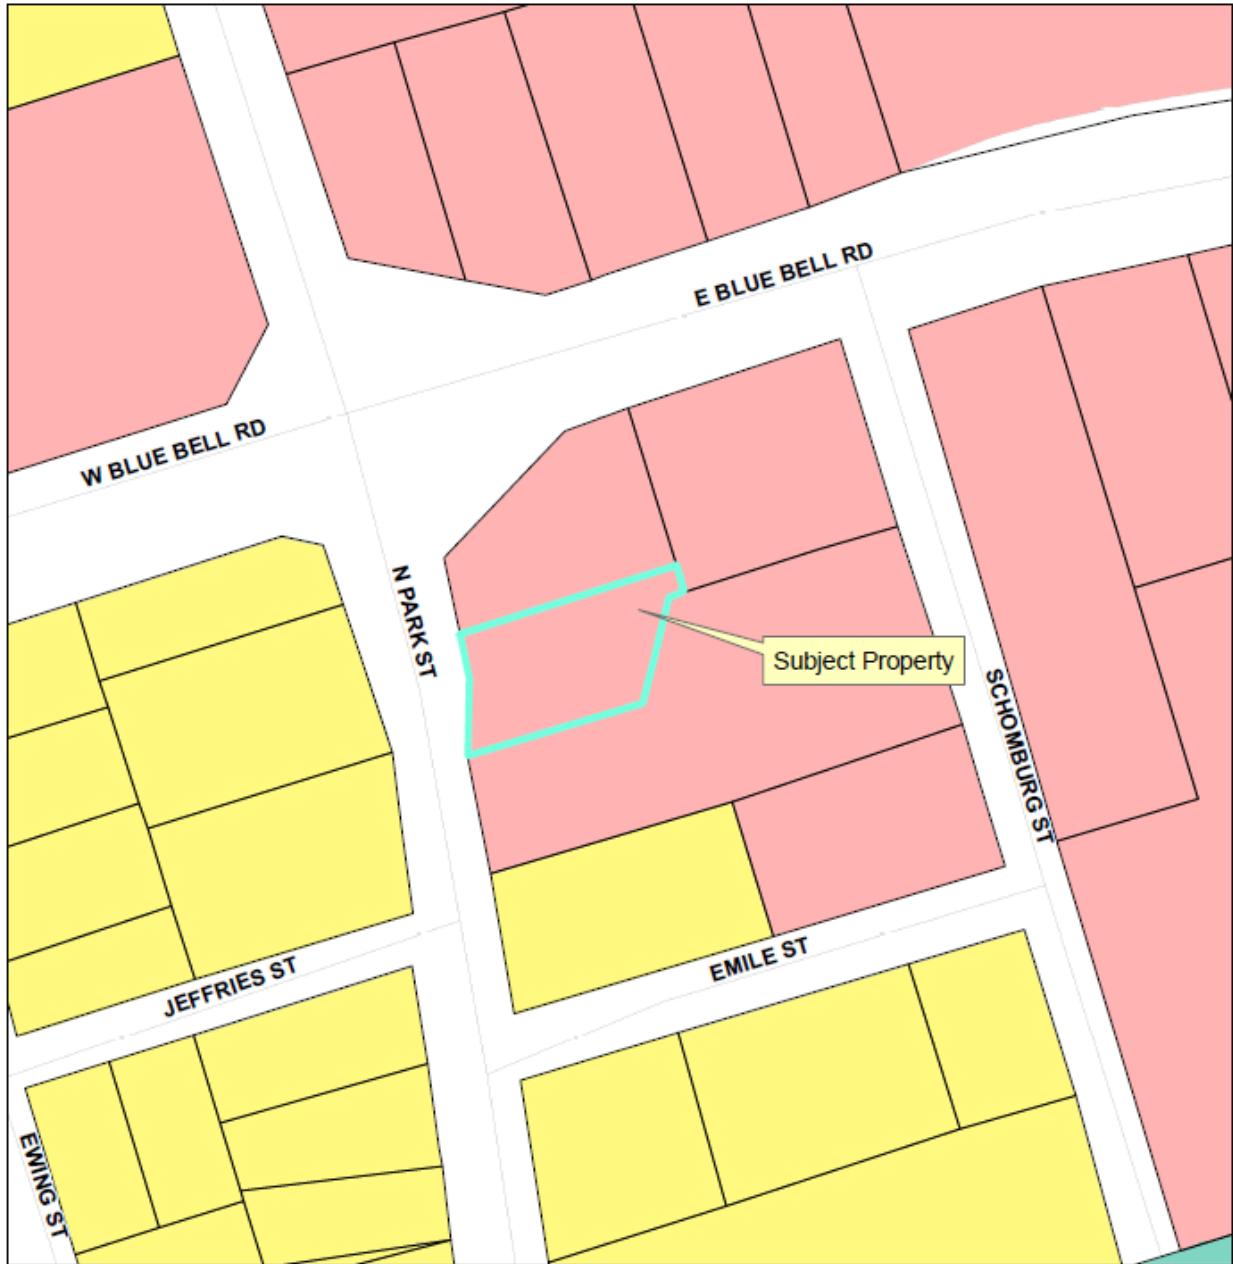 E BLUE BELL RD
W BLUE BELL RD
N PARK ST
Subject Property
SCHOMBURG ST
EMILE ST
JEFFRIES ST
EWING ST